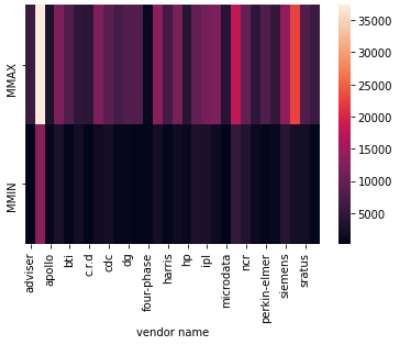 MMAX
MMIN
adviser
apollo
bti
c.r.d
cdc
dg
four-phase
harris
hp
ipl
microdata
ncr
perkin-elmer
siemens
sratus
vendor name
35000
30000
25000
20000
15000
10000
5000